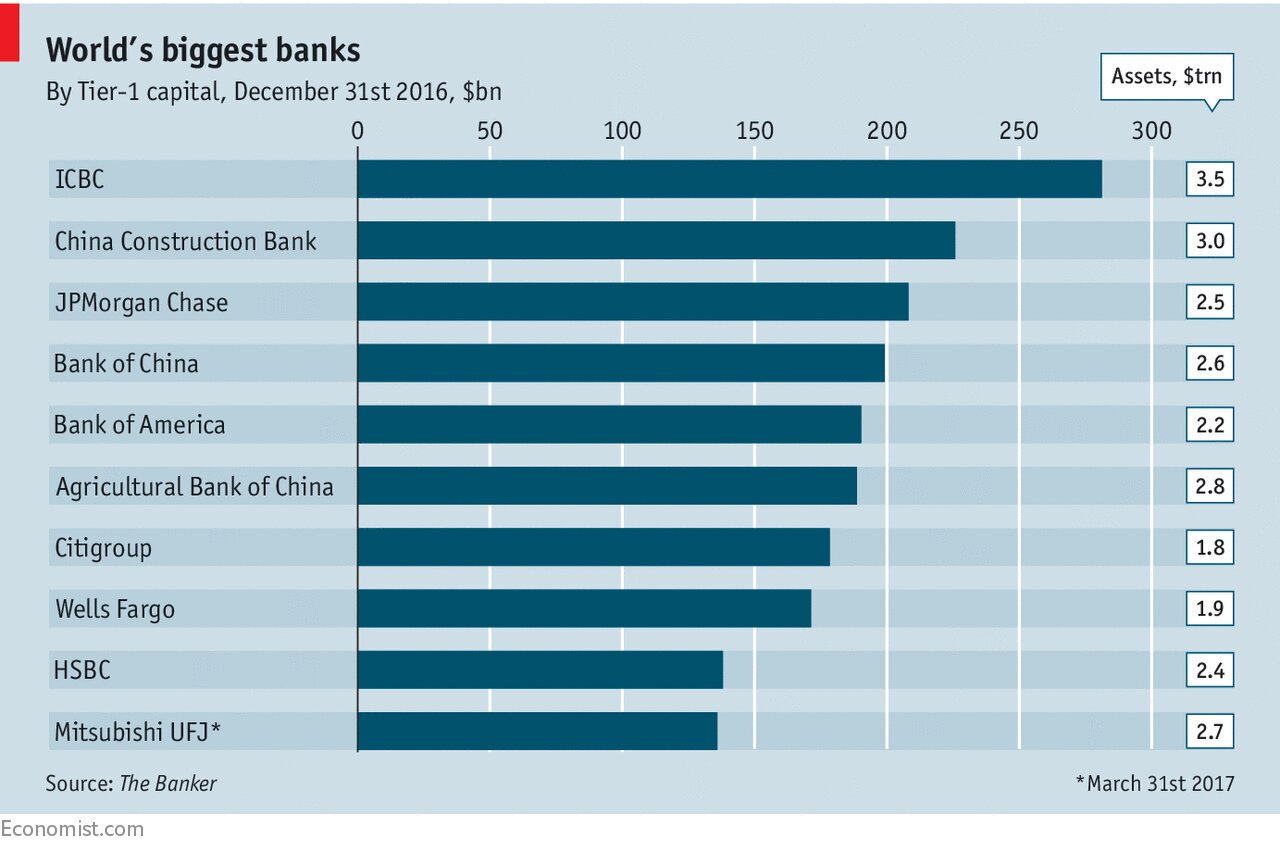 World's biggest banks
By Tier-1 capital, December 31st 2016, $bn
Assets, $trn
0 50 100 150 200 250 300
ICBC 3.5
China Construction Bank 3.0
JPMorgan Chase 2.5
Bank of China 2.6
Bank of America 2.2
Agricultural Bank of China 2.8
Citigroup 1.8
Wells Fargo 1.9
HSBC 2.4
Mitsubishi UFJ* 2.7
Source: The Banker *March 31st 2017
Economist.com